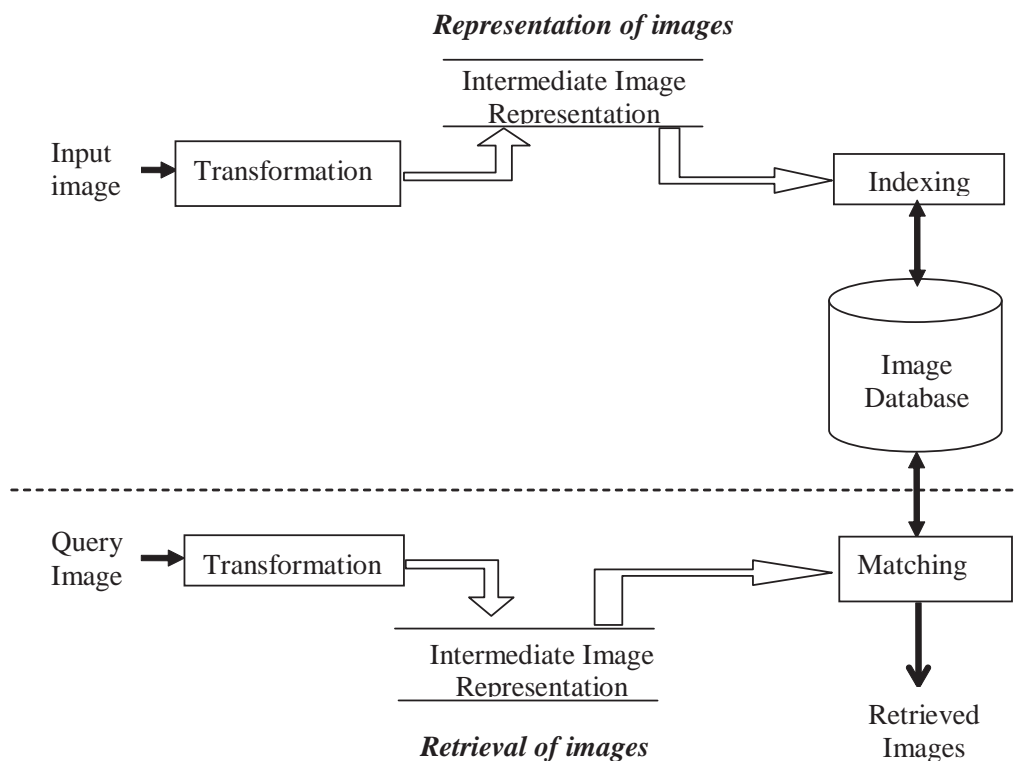 Representation of images
Intermediate Image
Representation
Input
image
Transformation
Indexing
Image
Database
Query
Image
Transformation
Matching
Intermediate Image
Representation
Retrieved
Images
Retrieval of images